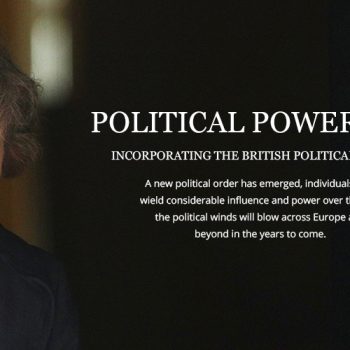 POLITICAL POWER
INCORPORATING THE BRITISH POLITICAL
A new political order has emerged, individuals
wield considerable influence and power over th
the political winds will blow across Europe a
beyond in the years to come.